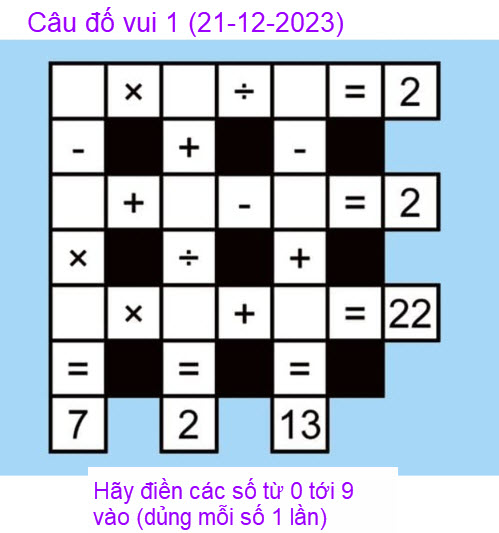 Câu đố vui 1 (21-12-2023)
× ÷ = 2
- + -
+ - = 2
× ÷ +
× + = 22
= = =
7 2 13
Hãy điền các số từ 0 tới 9
vào (dủng mỗi số 1 lần)